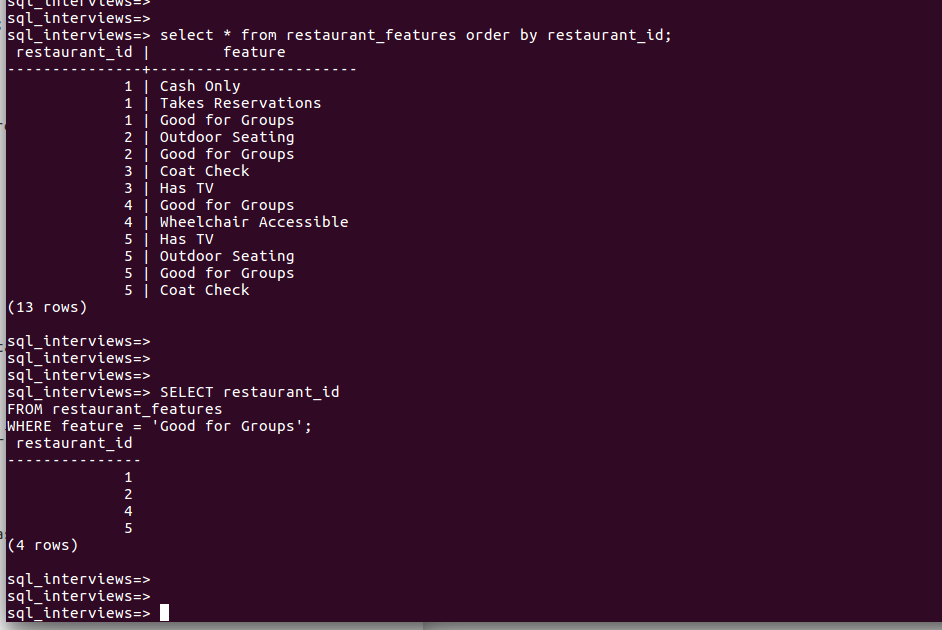 sql_interviews=>
sql_interviews=>
sql_interviews=> select * from restaurant_features order by restaurant_id;
 restaurant_id |        feature
---------------+-----------------------
             1 | Cash Only
             1 | Takes Reservations
             1 | Good for Groups
             2 | Outdoor Seating
             2 | Good for Groups
             3 | Coat Check
             3 | Has TV
             4 | Good for Groups
             4 | Wheelchair Accessible
             5 | Has TV
             5 | Outdoor Seating
             5 | Good for Groups
             5 | Coat Check
(13 rows)
sql_interviews=>
sql_interviews=>
sql_interviews=>
sql_interviews=> SELECT restaurant_id
FROM restaurant_features
WHERE feature = 'Good for Groups';
 restaurant_id
---------------
             1
             2
             4
             5
(4 rows)
sql_interviews=>
sql_interviews=>
sql_interviews=>